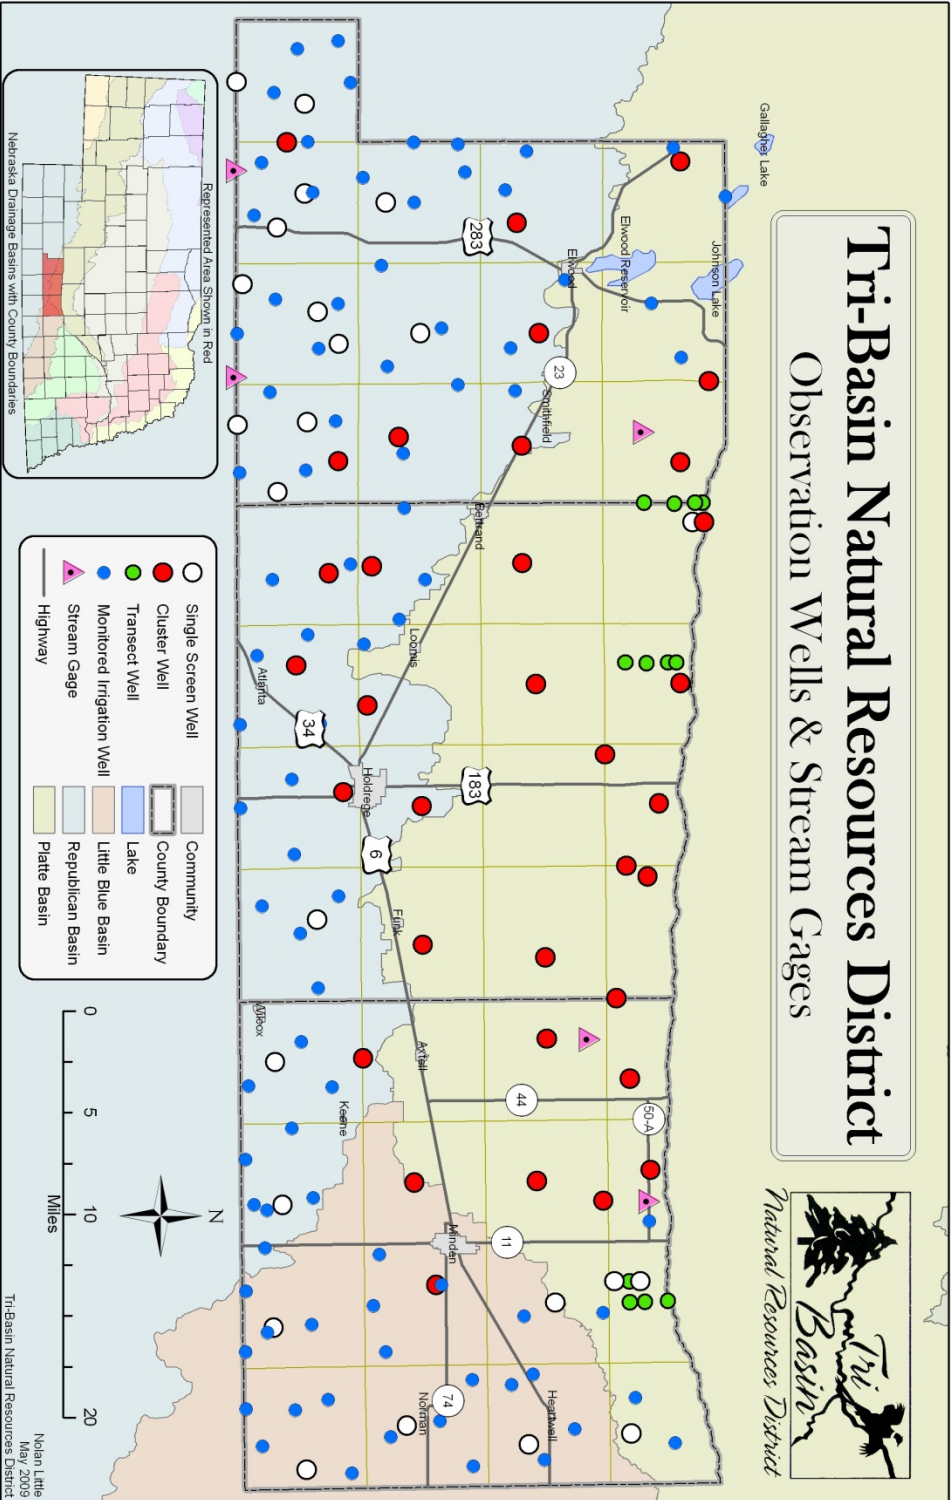 Tri-Basin Natural Resources District
Observation Wells & Stream Gages
Tri
Basin
Natural Resources District
Gallagher Lake
Johnson Lake
Elwood Reservoir
Elwood
283
23
Smithfield
Bertrand
Loomis
Atlanta
34
Holdrege
183
6
Funk
Wilcox
Axtell
Keene
44
50-A
Minden
11
Heartwell
74
Norman
Represented Area Shown in Red
Nebraska Drainage Basins with County Boundaries
Single Screen Well
Cluster Well
Transect Well
Monitored Irrigation Well
Stream Gage
Highway
Community
County Boundary
Lake
Little Blue Basin
Republican Basin
Platte Basin
0 5 10 20
Miles
N
Nolan Little
May 2009
Tri-Basin Natural Resources District